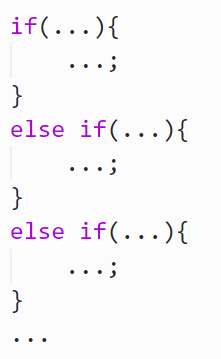 if(...){
    ...;
}
else if(...){
    ...;
}
else if(...){
    ...;
}
...